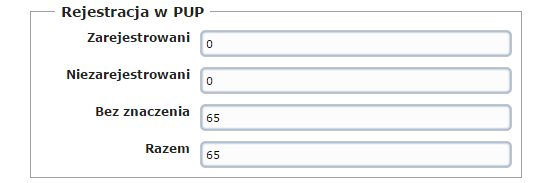 Rejestracja w PUP
Zarejestrowani 0
Niezarejestrowani 0
Bez znaczenia 65
Razem 65